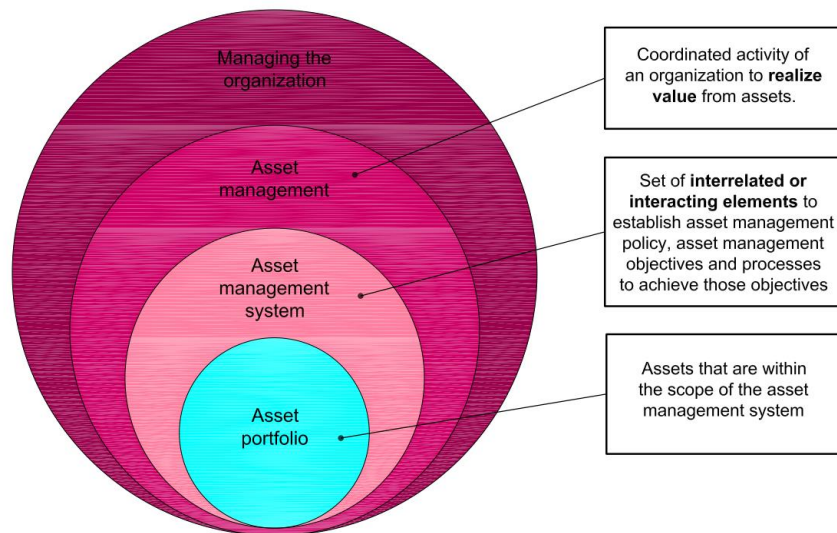 Managing the
organization
Asset
management
Asset
management
system
Asset
portfolio
Coordinated activity of
an organization to realize
value from assets.
Set of interrelated or
interacting elements to
establish asset management
policy, asset management
objectives and processes
to achieve those objectives
Assets that are within
the scope of the asset
management system